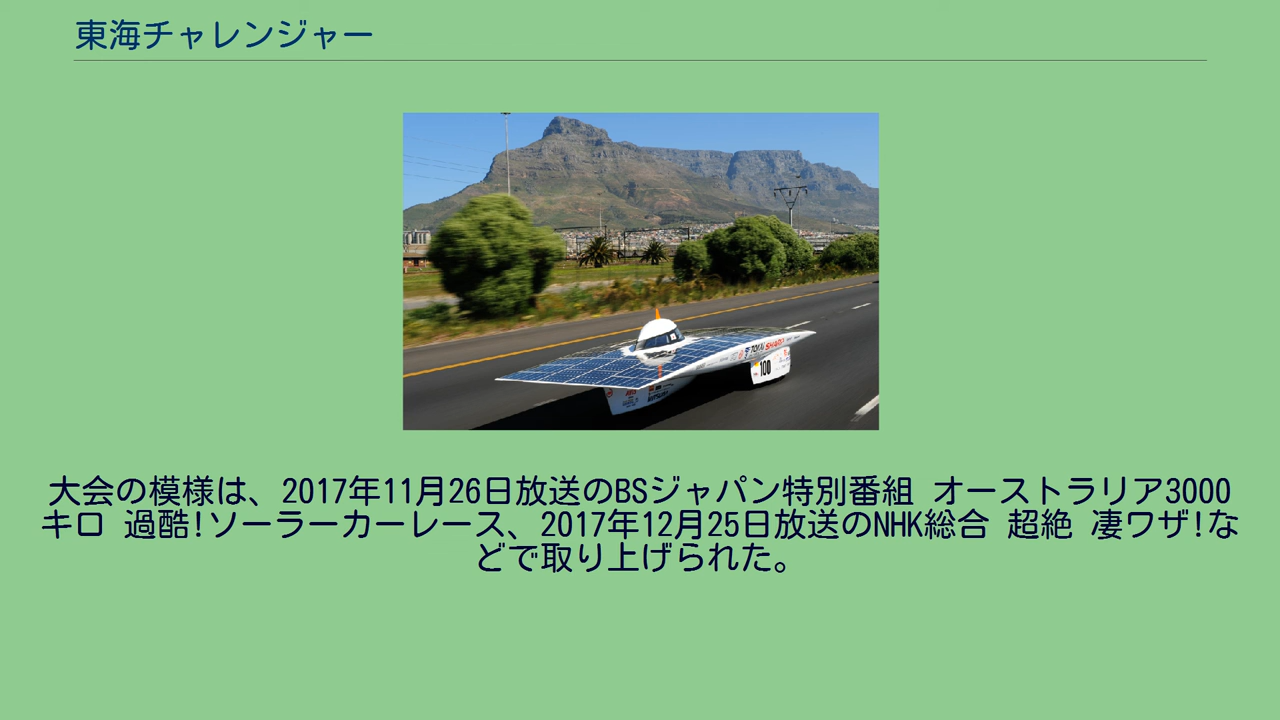 東海チャレンジャー
TOKAI SHARP
100
大会の模様は、2017年11月26日放送のBSジャパン特別番組 オーストラリア3000
キロ 過酷!ソーラーカーレース、2017年12月25日放送のNHK総合 超絶 凄ワザ!な
どで取り上げられた。